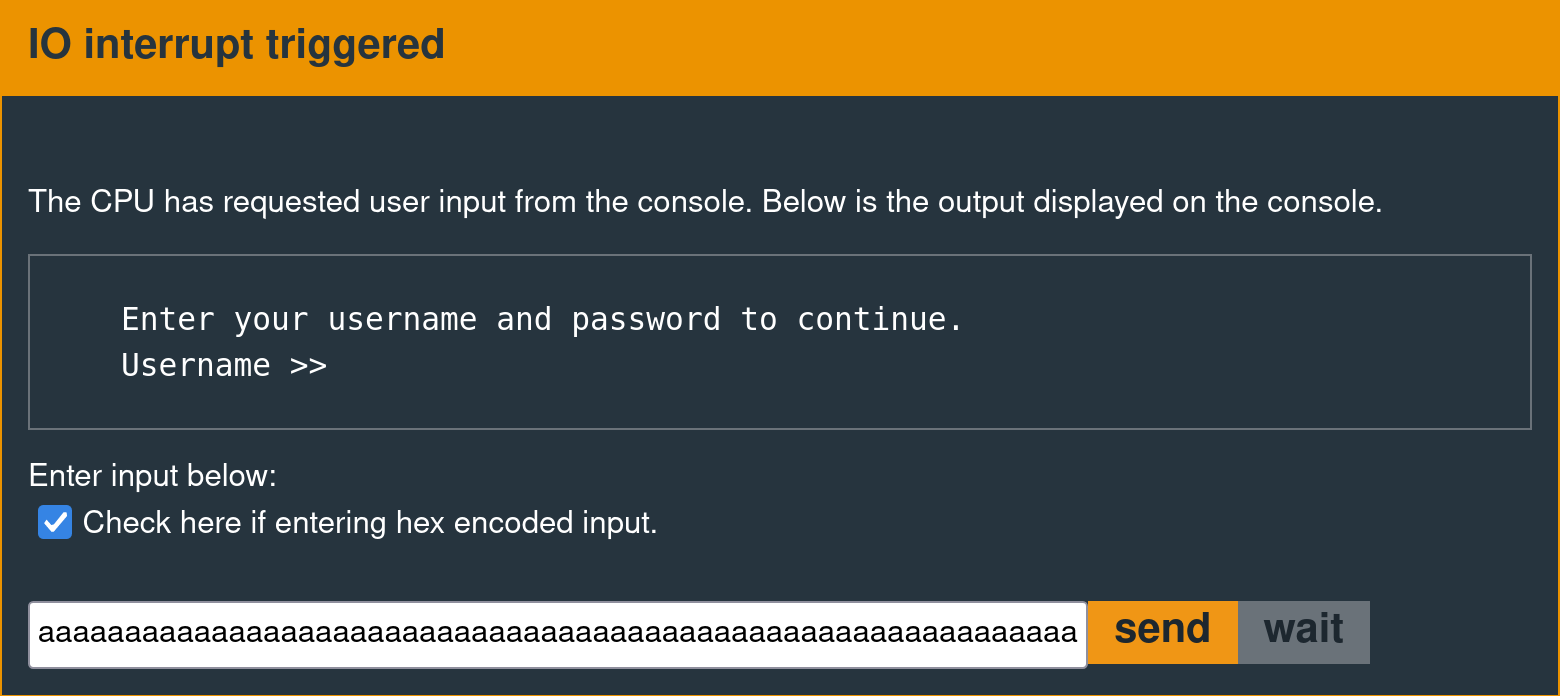 IO interrupt triggered
The CPU has requested user input from the console. Below is the output displayed on the console.
Enter your username and password to continue.
Username >>
Enter input below:
Check here if entering hex encoded input.
aaaaaaaaaaaaaaaaaaaaaaaaaaaaaaaaaaaaaaaaaaaaaaaaaaaaaaaaaaaa
send
wait